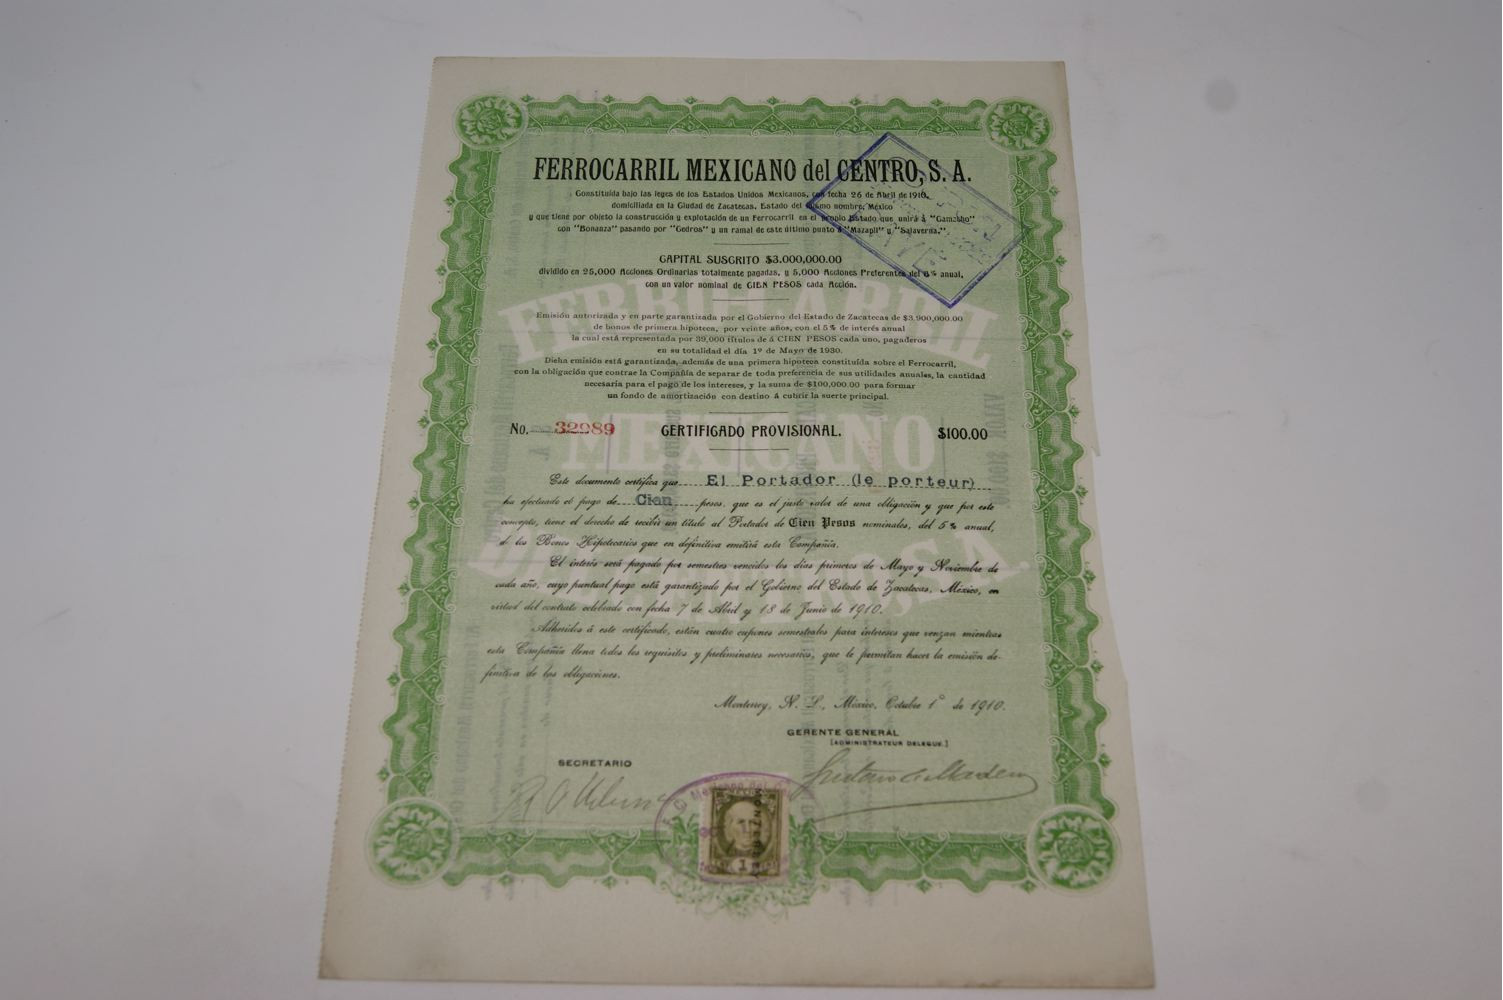 FERROCARRIL MEXICANO del CENTRO, S. A.
Constituída bajo las leyes de los Estados Unidos Mexicanos, con fecha 26 de Abril de 1910,
domiciliada en la Ciudad de Zacatecas, Estado del mismo nombre, México
y que tiene por objeto la construcción y explotación de un Ferrocarril en el propio Estado que unirá á "Camacho"
con "Bonanza" pasando por "Cedros" y un ramal de este último punto á "Mazapil" y "Salaverna."
CAPITAL SUSCRITO $3.000,000.00
dividido en 25,000 Acciones Ordinarias totalmente pagadas, y 5,000 Acciones Preferentes del % anual,
con un valor nominal de CIEN PESOS cada Acción.
Emisión autorizada y en parte garantizada por el Gobierno del Estado de Zacatecas de $3.900,000.00
de bonos de primera hipoteca, por veinte años, con el 5% de interés anual
la cual está representada por 39,000 títulos de á CIEN PESOS cada uno, pagaderos
en su totalidad el día 1º de Mayo de 1930.
Dicha emisión está garantizada, además de una primera hipoteca constituída sobre el Ferrocarril,
con la obligación que contrae la Compañía de separar de toda preferencia de sus utilidades anuales, la cantidad
necesaria para el pago de los intereses, y la suma de $100,000.00 para formar
un fondo de amortización con destino á cubrir la suerte principal.
No. 32989 CERTIFICADO PROVISIONAL. $100.00
Este documento certifica que El Portador (le porteur)
ha efectuado el pago de Cien pesos, que es el justo valor de una obligación y que por este
concepto, tiene el derecho de recibir un título al Portador de Cien Pesos nominales, del 5% anual,
de los Bonos Hipotecarios que en definitiva emitirá esta Compañía.
El interés será pagado por semestres vencidos los días primeros de Mayo y Noviembre de
cada año, cuyo puntual pago está garantizado por el Gobierno del Estado de Zacatecas, México, en
virtud del contrato celebrado con fecha 7 de Abril y 18 de Junio de 1910.
Adheridos á este certificado, están cuatro cupones semestrales para intereses que venzan mientras
esta Compañía llena todos los requisitos y preliminares necesarios, que le permitan hacer la emisión de-
finitiva de las obligaciones.
Monterrey, N. L., México, Octubre 1º de 1910.
GERENTE GENERAL
[ADMINISTRATEUR DELEGUE.]
SECRETARIO
Gustavo A. Madero
FERROCARRIL
MEXICANO
MONTERREY
1